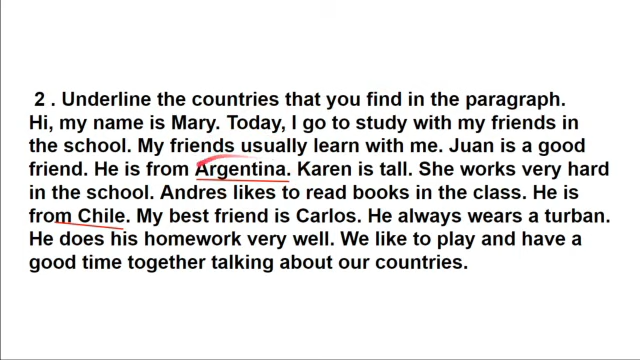 2 . Underline the countries that you find in the paragraph.
Hi, my name is Mary. Today, I go to study with my friends in
the school. My friends usually learn with me. Juan is a good
friend. He is from Argentina. Karen is tall. She works very hard
in the school. Andres likes to read books in the class. He is
from Chile. My best friend is Carlos. He always wears a turban.
He does his homework very well. We like to play and have a
good time together talking about our countries.